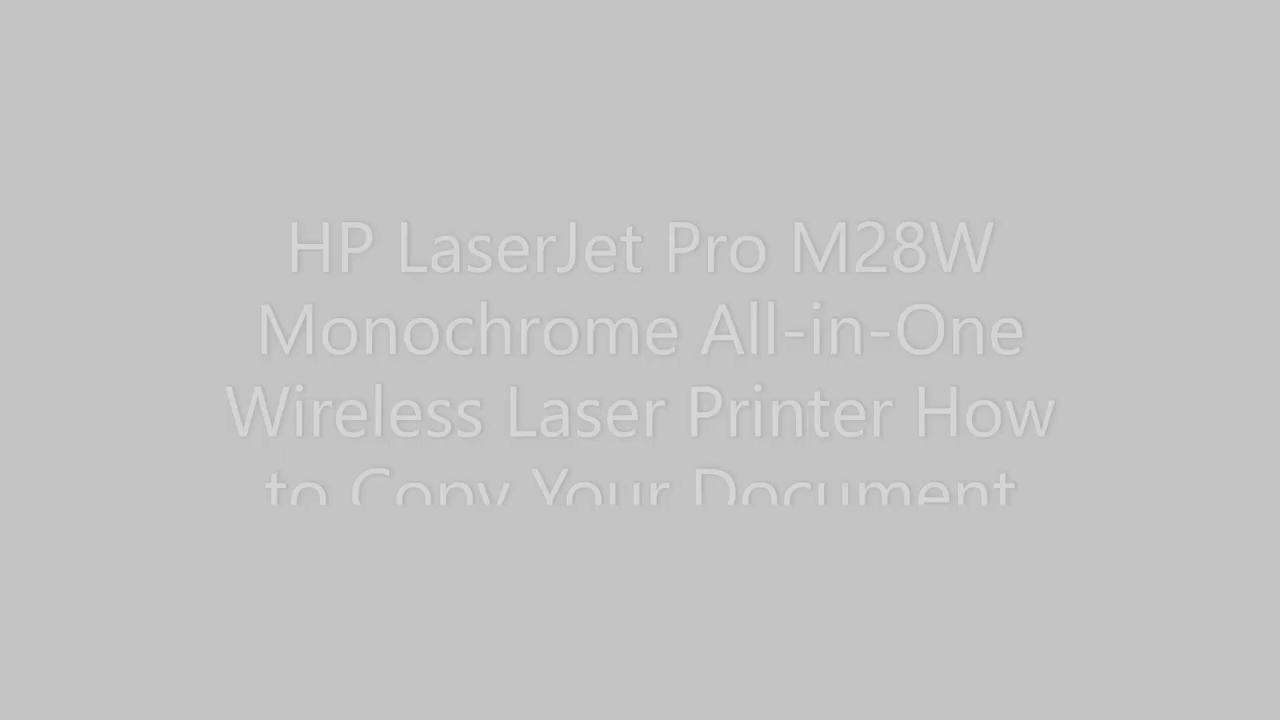 HP LaserJet Pro M28W
Monochrome All-in-One
Wireless Laser Printer How
to Copy Your Document